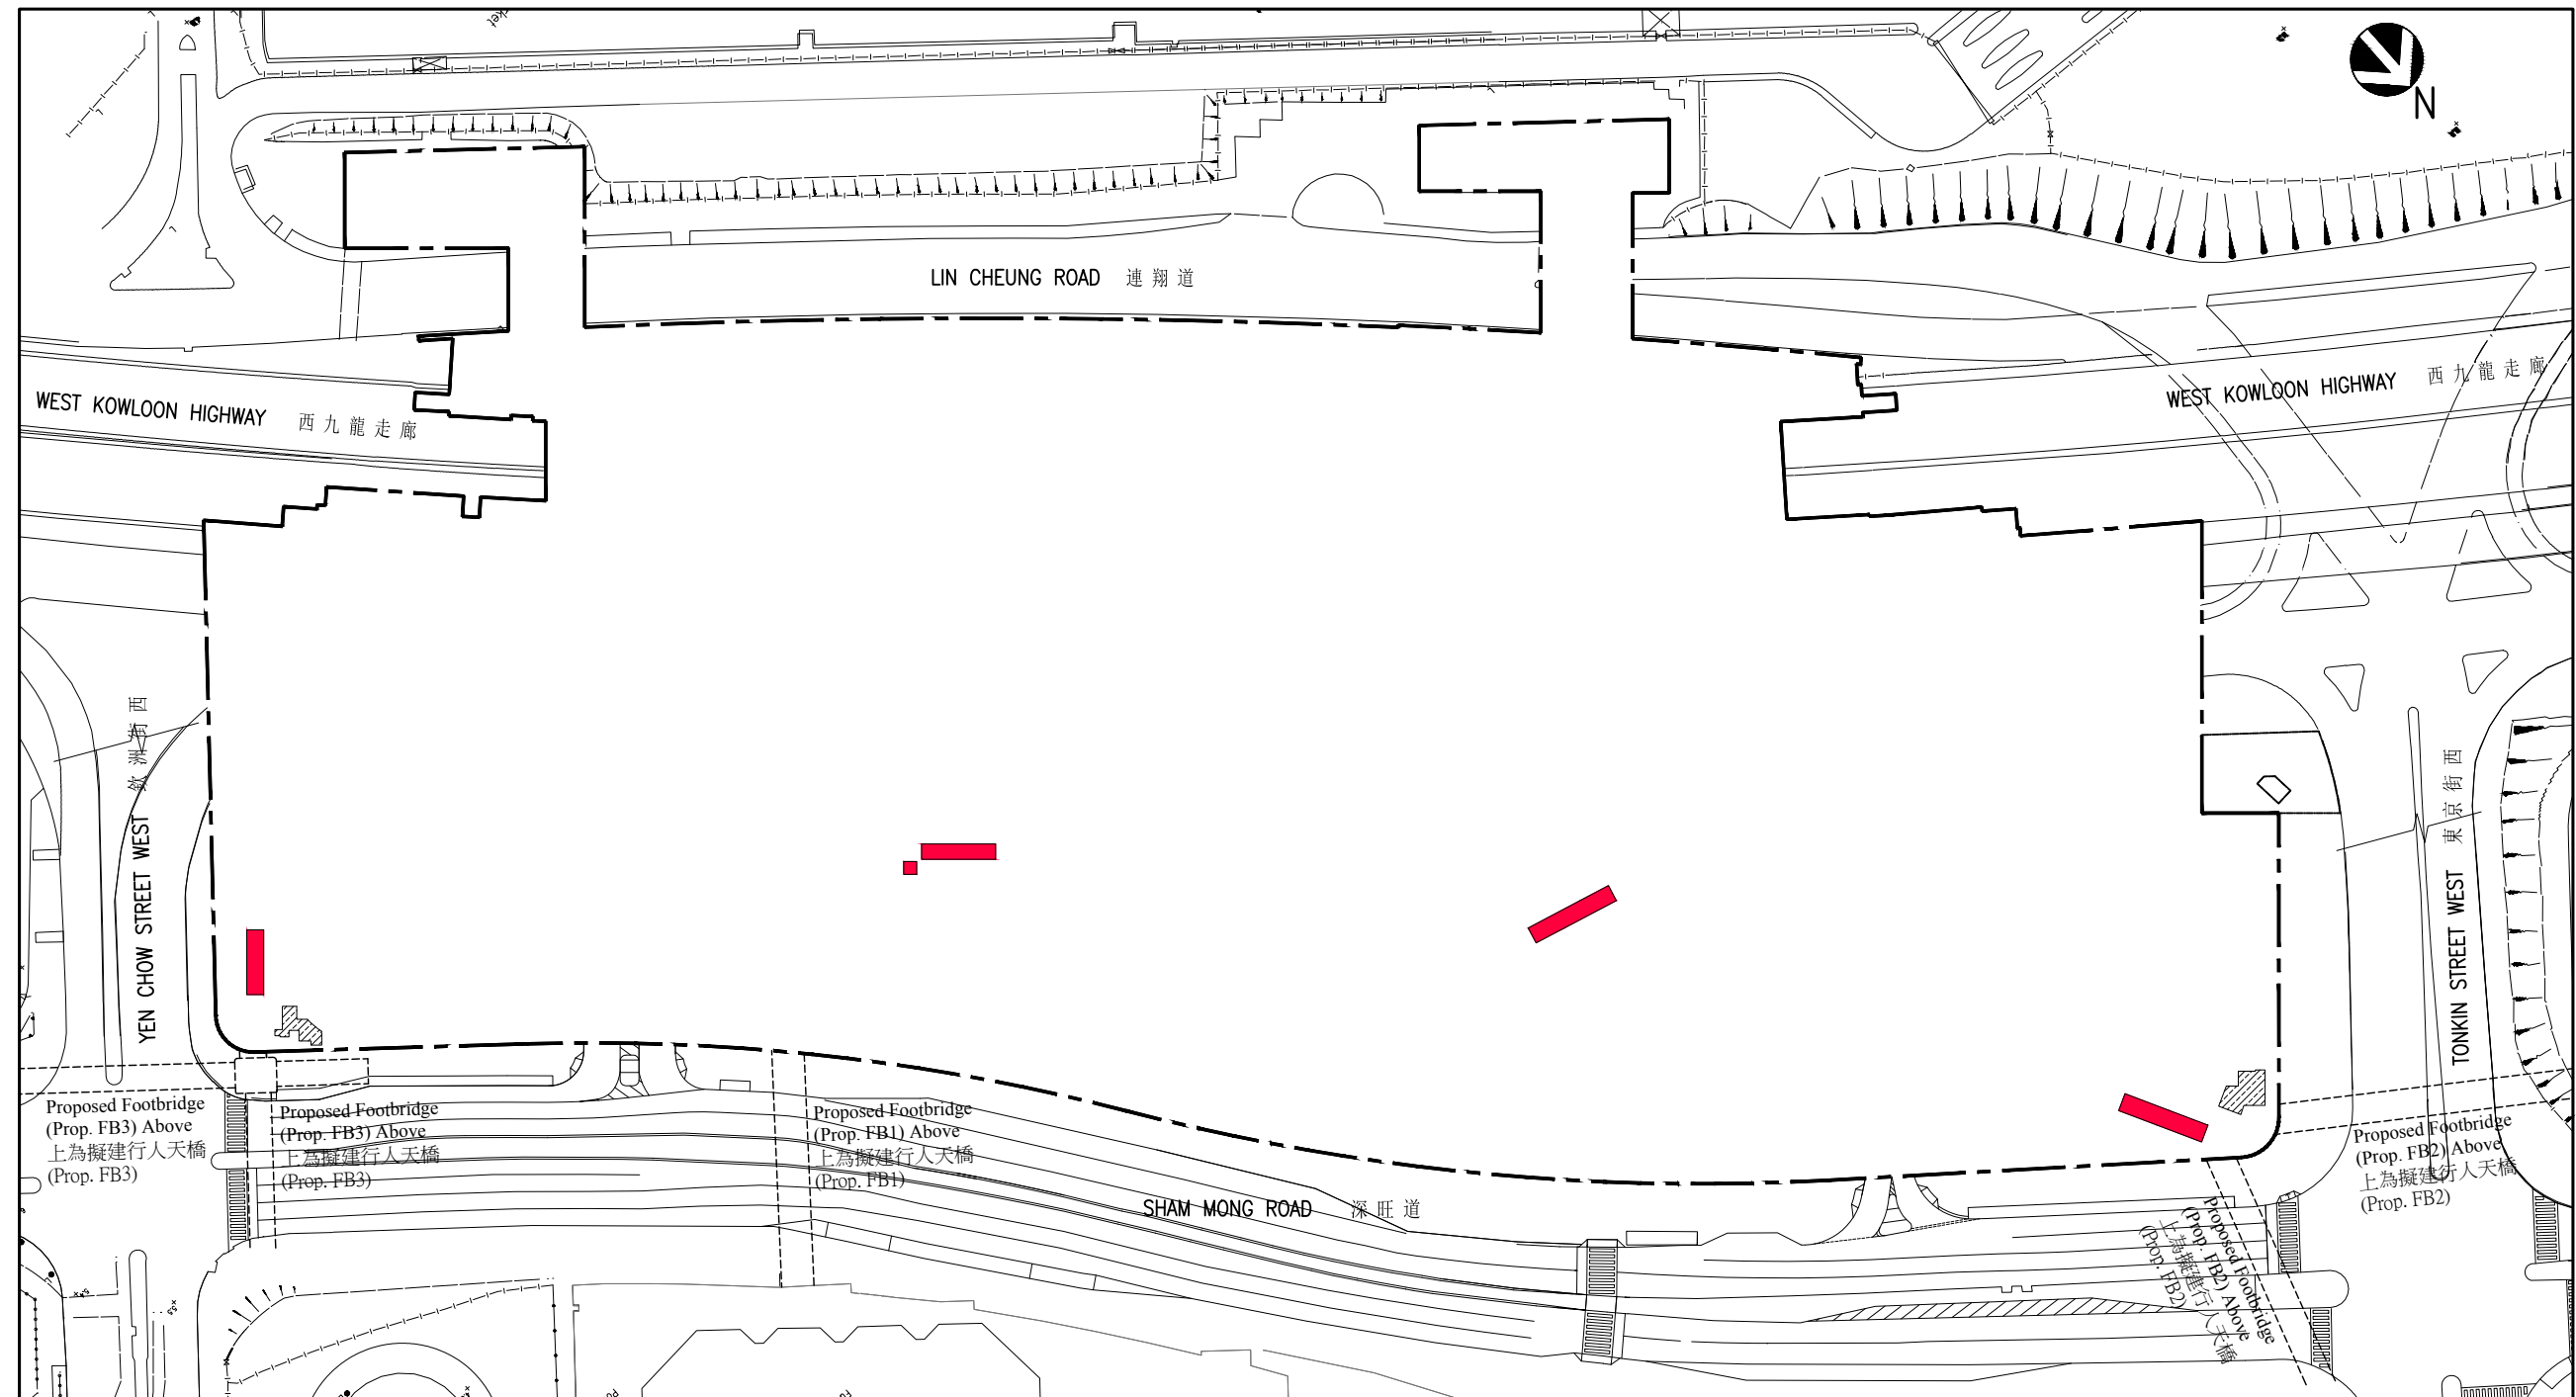 N
LIN CHEUNG ROAD 連翔道
WEST KOWLOON HIGHWAY 西九龍走廊
WEST KOWLOON HIGHWAY 西九龍走廊
YEN CHOW STREET WEST 欽洲街西
TONKIN STREET WEST 東京街西
Proposed Footbridge
(Prop. FB3) Above
上為擬建行人天橋
(Prop. FB3)
Proposed Footbridge
(Prop. FB3) Above
上為擬建行人天橋
(Prop. FB3)
Proposed Footbridge
(Prop. FB1) Above
上為擬建行人天橋
(Prop. FB1)
SHAM MONG ROAD 深旺道
Proposed Footbridge
(Prop. FB2) Above
上為擬建行人天橋
(Prop. FB2)
Proposed Footbridge
(Prop. FB2) Above
上為擬建行人天橋
(Prop. FB2)